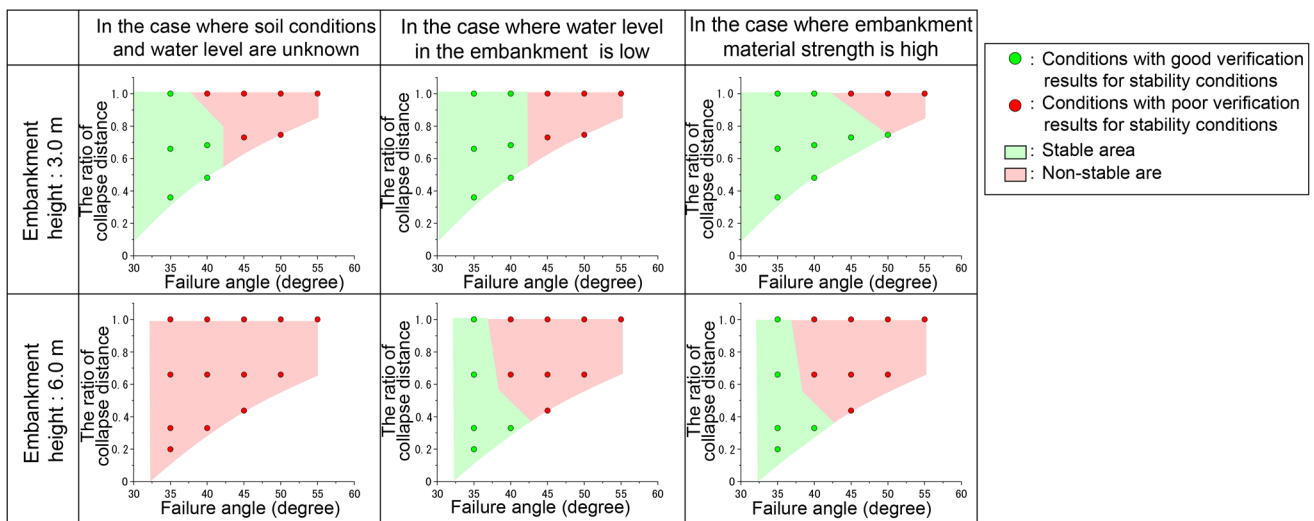 In the case where soil conditions
and water level are unknown
In the case where water level
in the embankment is low
In the case where embankment
material strength is high
Embankment
height : 3.0 m
The ratio of
collapse distance
1.0
0.8
0.6
0.4
0.2
0
30 35 40 45 50 55 60
Failure angle (degree)
The ratio of
collapse distance
1.0
0.8
0.6
0.4
0.2
0
30 35 40 45 50 55 60
Failure angle (degree)
The ratio of
collapse distance
1.0
0.8
0.6
0.4
0.2
0
30 35 40 45 50 55 60
Failure angle (degree)
Embankment
height : 6.0 m
The ratio of
collapse distance
1.0
0.8
0.6
0.4
0.2
0
30 35 40 45 50 55 60
Failure angle (degree)
The ratio of
collapse distance
1.0
0.8
0.6
0.4
0.2
0
30 35 40 45 50 55 60
Failure angle (degree)
The ratio of
collapse distance
1.0
0.8
0.6
0.4
0.2
0
30 35 40 45 50 55 60
Failure angle (degree)
: Conditions with good verification
results for stability conditions
: Conditions with poor verification
results for stability conditions
: Stable area
: Non-stable are